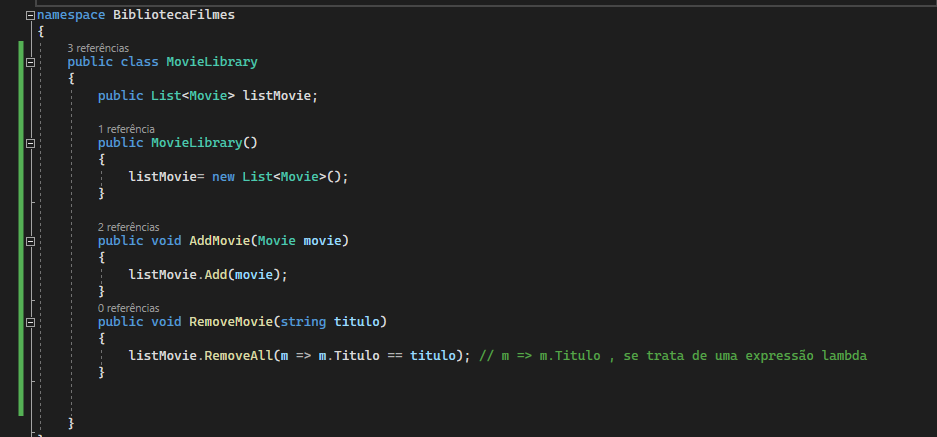 namespace BibliotecaFilmes
{
3 referências
public class MovieLibrary
{
public List<Movie> listMovie;
1 referência
public MovieLibrary()
{
listMovie= new List<Movie>();
}
2 referências
public void AddMovie(Movie movie)
{
listMovie.Add(movie);
}
0 referências
public void RemoveMovie(string titulo)
{
listMovie.RemoveAll(m => m.Titulo == titulo); // m => m.Titulo , se trata de uma expressão lambda
}
}